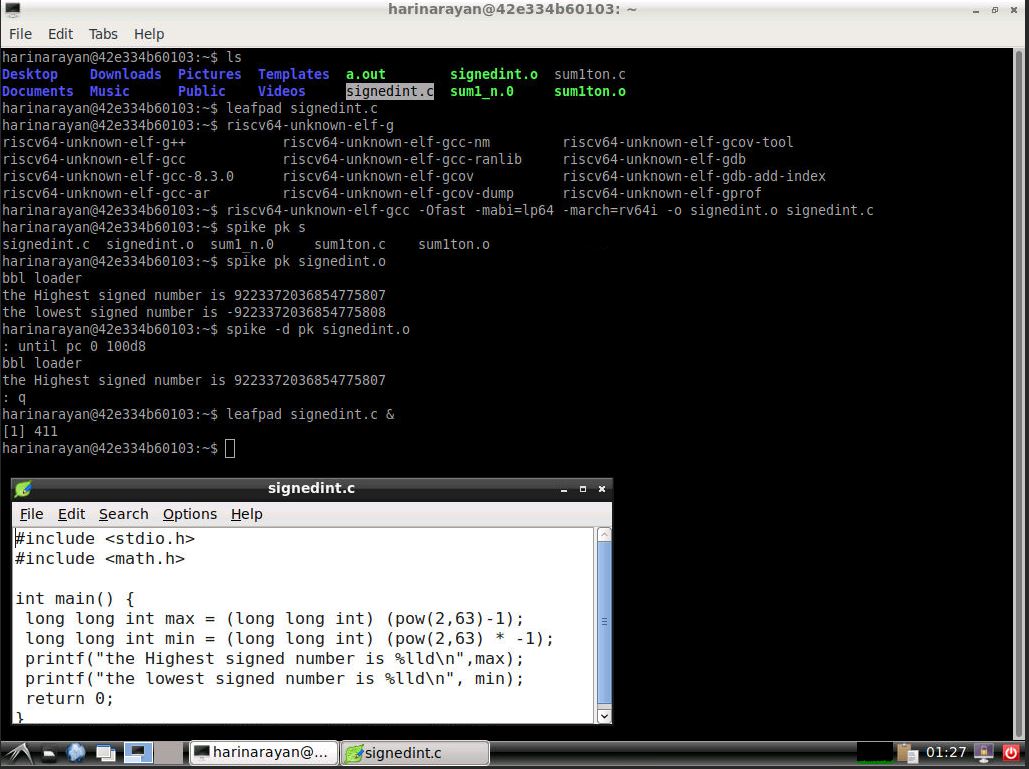 harinarayan@42e334b60103: ~
File Edit Tabs Help
harinarayan@42e334b60103:~$ ls
Desktop Downloads Pictures Templates a.out signedint.o sum1ton.c
Documents Music Public Videos signedint.c sum1_n.0 sum1ton.o
harinarayan@42e334b60103:~$ leafpad signedint.c
harinarayan@42e334b60103:~$ riscv64-unknown-elf-g
riscv64-unknown-elf-g++ riscv64-unknown-elf-gcc-nm riscv64-unknown-elf-gcov-tool
riscv64-unknown-elf-gcc riscv64-unknown-elf-gcc-ranlib riscv64-unknown-elf-gdb
riscv64-unknown-elf-gcc-8.3.0 riscv64-unknown-elf-gcov riscv64-unknown-elf-gdb-add-index
riscv64-unknown-elf-gcc-ar riscv64-unknown-elf-gcov-dump riscv64-unknown-elf-gprof
harinarayan@42e334b60103:~$ riscv64-unknown-elf-gcc -Ofast -mabi=lp64 -march=rv64i -o signedint.o signedint.c
harinarayan@42e334b60103:~$ spike pk s
signedint.c signedint.o sum1_n.0 sum1ton.c sum1ton.o
harinarayan@42e334b60103:~$ spike pk signedint.o
bbl loader
the Highest signed number is 9223372036854775807
the lowest signed number is -9223372036854775808
harinarayan@42e334b60103:~$ spike -d pk signedint.o
: until pc 0 100d8
bbl loader
the Highest signed number is 9223372036854775807
: q
harinarayan@42e334b60103:~$ leafpad signedint.c &
[1] 411
harinarayan@42e334b60103:~$
signedint.c
File Edit Search Options Help
#include <stdio.h>
#include <math.h>
int main() {
long long int max = (long long int) (pow(2,63)-1);
long long int min = (long long int) (pow(2,63) * -1);
printf("the Highest signed number is %lld\n",max);
printf("the lowest signed number is %lld\n", min);
return 0;
}
harinarayan@... signedint.c 01:27